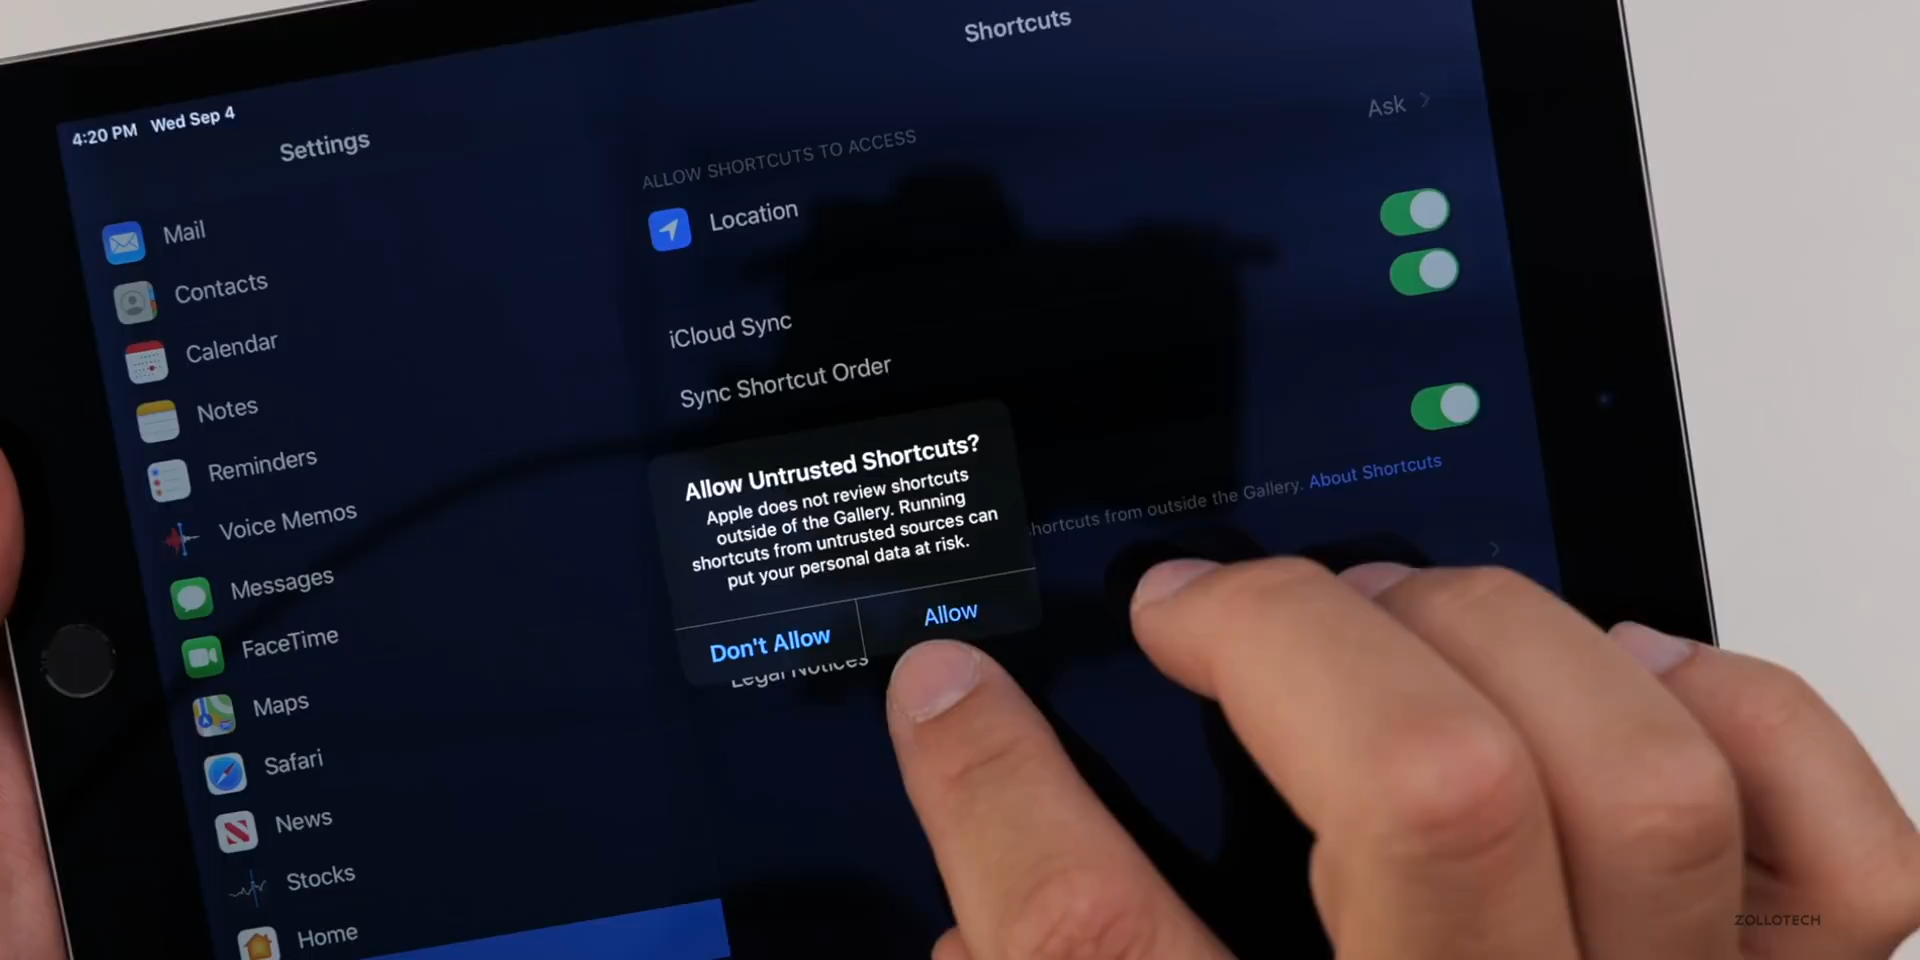 4:20 PM Wed Sep 4
Settings
Mail
Contacts
Calendar
Notes
Reminders
Voice Memos
Messages
FaceTime
Maps
Safari
News
Stocks
Home
Shortcuts
Ask
ALLOW SHORTCUTS TO ACCESS
Location
iCloud Sync
Sync Shortcut Order
shortcuts from outside the Gallery. About Shortcuts
Allow Untrusted Shortcuts?
Apple does not review shortcuts
outside of the Gallery. Running
shortcuts from untrusted sources can
put your personal data at risk.
Don't Allow
Allow
Legal Notices
ZOLLOTECH